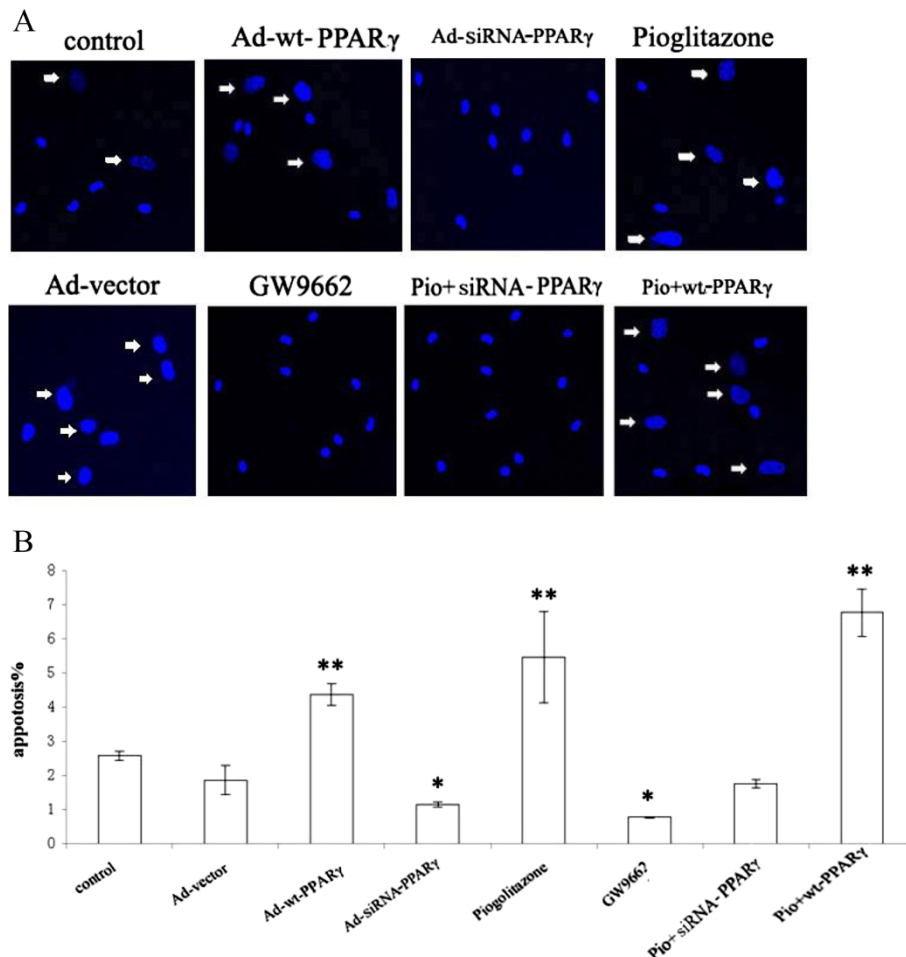 A
control
Ad-wt-PPARγ
Ad-siRNA-PPARγ
Pioglitazone
Ad-vector
GW9662
Pio+siRNA-PPARγ
Pio+wt-PPARγ
B
appotosis%
8
7
6
5
4
3
2
1
0
**
*
**
*
**
control
Ad-vector
Ad-wt-PPARγ
Ad-siRNA-PPARγ
Piogolitazone
GW9662
Pio+siRNA-PPARγ
Pio+wt-PPARγ